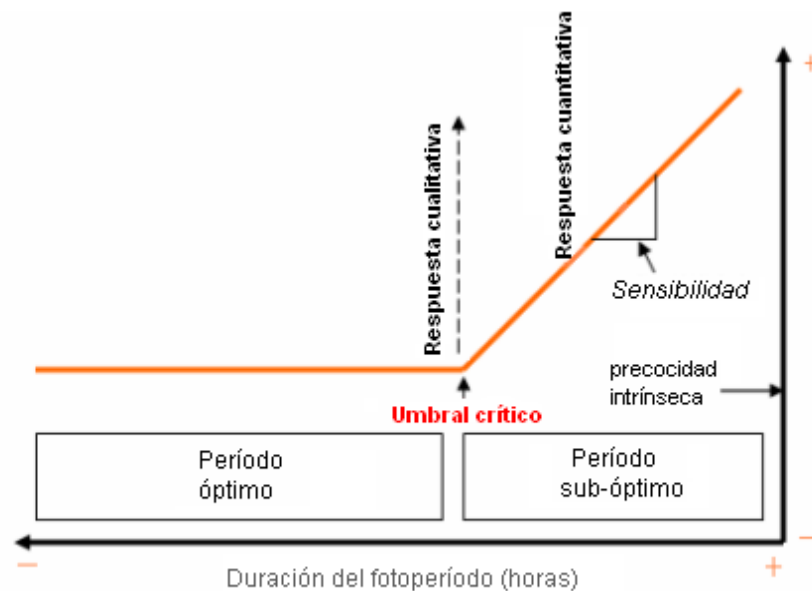 Respuesta cualitativa
Respuesta cuantitativa
+
Sensibilidad
precocidad
intrínseca
Umbral crítico
Período
óptimo
Período
sub-óptimo
−
−
+
Duración del fotoperíodo (horas)